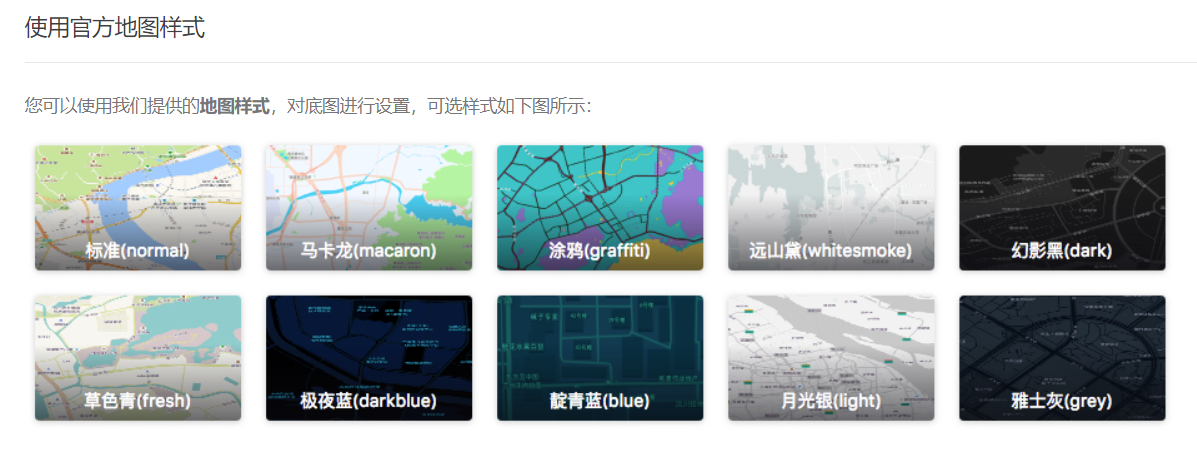 使用官方地图样式
您可以使用我们提供的地图样式，对底图进行设置，可选样式如下图所示：
标准(normal)
马卡龙(macaron)
涂鸦(graffiti)
远山黛(whitesmoke)
幻影黑(dark)
草色青(fresh)
极夜蓝(darkblue)
靛青蓝(blue)
月光银(light)
雅士灰(grey)